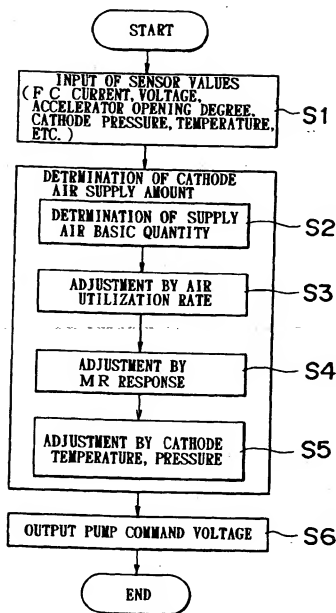 START
INPUT OF SENSOR VALUES
(FC CURRENT, VOLTAGE,
ACCELERATOR OPENING DEGREE,
CATHODE PRESSURE, TEMPERATURE,
ETC.)
S1
DETRMINATION OF CATHODE
AIR SUPPLY AMOUNT
DETRMINATION OF SUPPLY
AIR BASIC QUANTITY
S2
ADJUSTMENT BY AIR
UTILIZATION RATE
S3
ADJUSTMENT BY
MR RESPONSE
S4
ADJUSTMENT BY CATHODE
TEMPERATURE, PRESSURE
S5
OUTPUT PUMP COMMAND VOLTAGE
S6
END